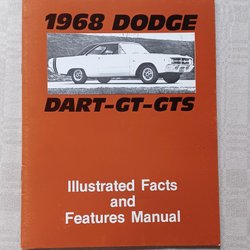 1968 DODGE
DART-GT-GTS
Illustrated Facts
and
Features Manual